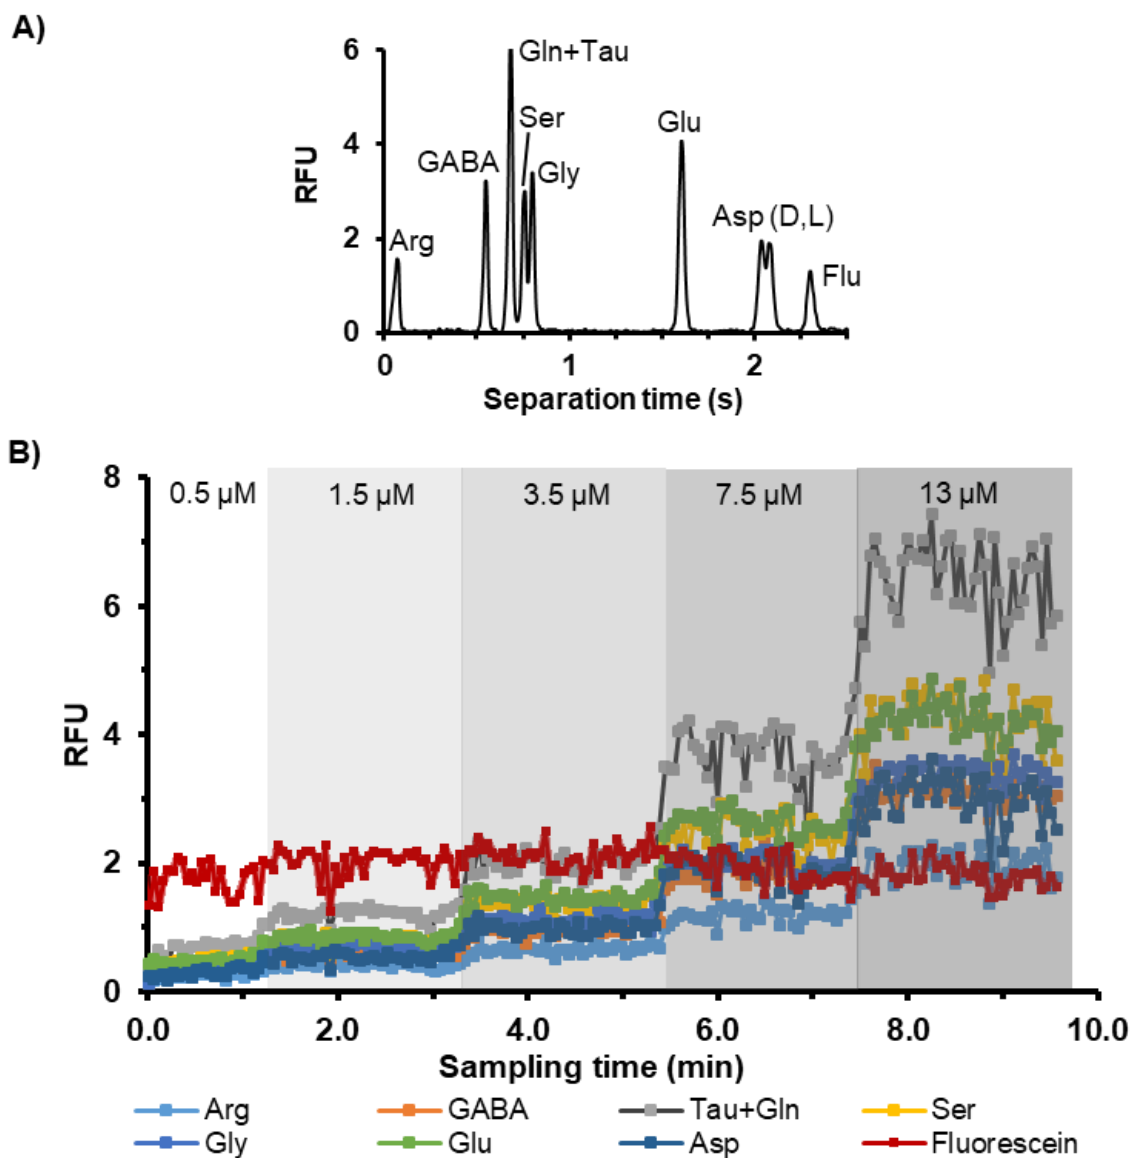 A)
6
4
2
0
RFU
Gln+Tau
Ser
Glu
GABA
Gly
Asp (D,L)
Arg
Flu
0 1 2
Separation time (s)
B)
8
6
4
2
0
RFU
0.5 µM 1.5 µM 3.5 µM 7.5 µM 13 µM
0.0 2.0 4.0 6.0 8.0 10.0
Sampling time (min)
Arg GABA Tau+Gln Ser
Gly Glu Asp Fluorescein